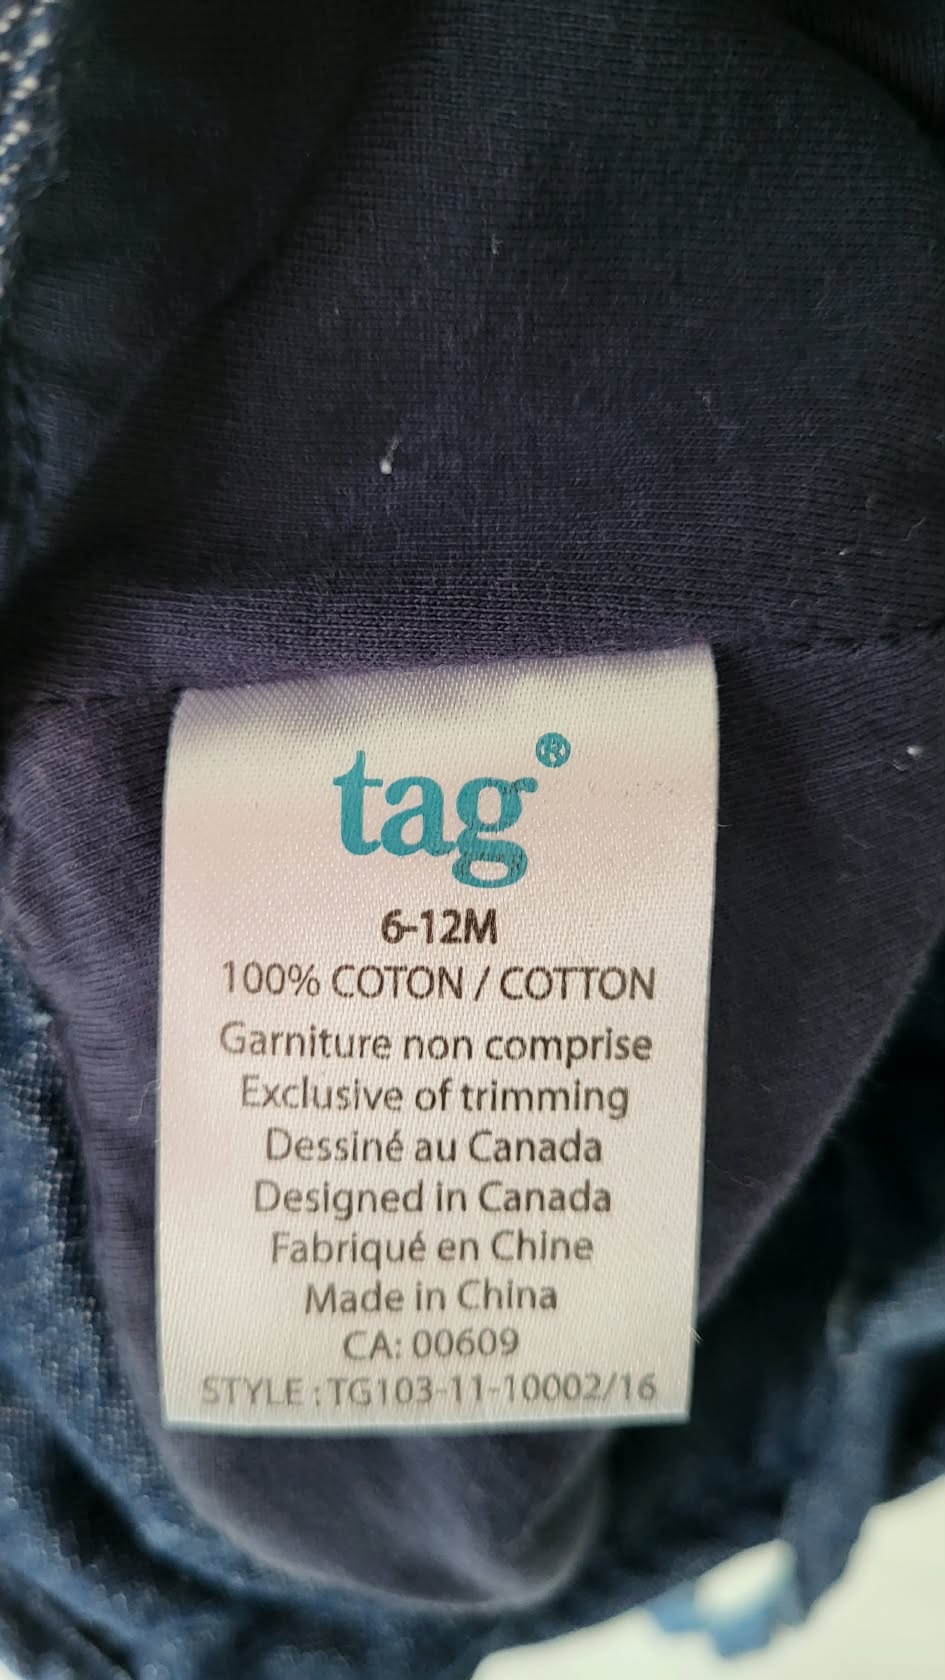 tag®
6-12M
100% COTON / COTTON
Garniture non comprise
Exclusive of trimming
Dessiné au Canada
Designed in Canada
Fabriqué en Chine
Made in China
CA: 00609
STYLE : TG103-11-10002/16